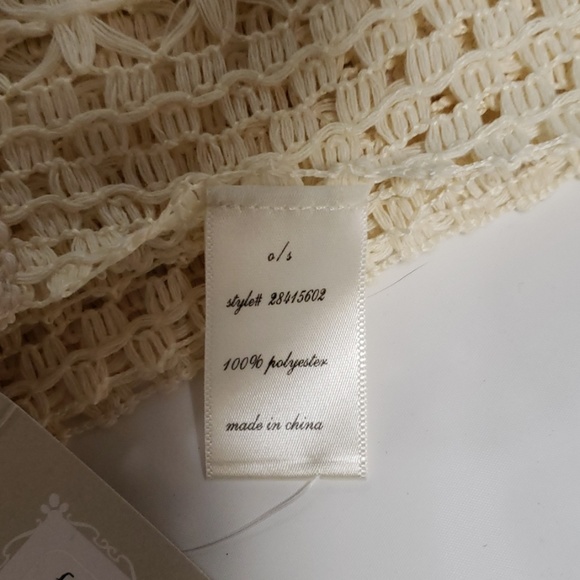 o/s
style# 28415602
100% polyester
made in china